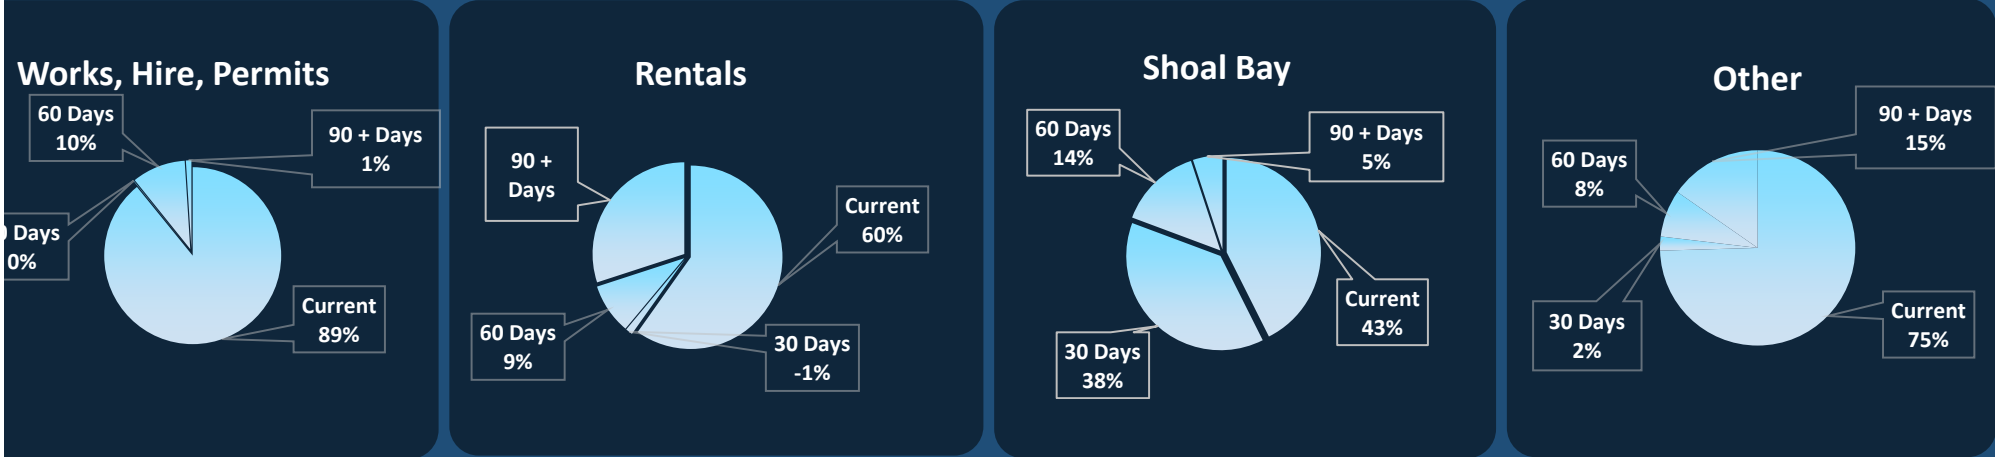 Works, Hire, Permits
60 Days
10%
90 + Days
1%
Days
0%
Current
89%
Rentals
90 +
Days
Current
60%
60 Days
9%
30 Days
-1%
Shoal Bay
60 Days
14%
90 + Days
5%
Current
43%
30 Days
38%
Other
90 + Days
15%
60 Days
8%
30 Days
2%
Current
75%